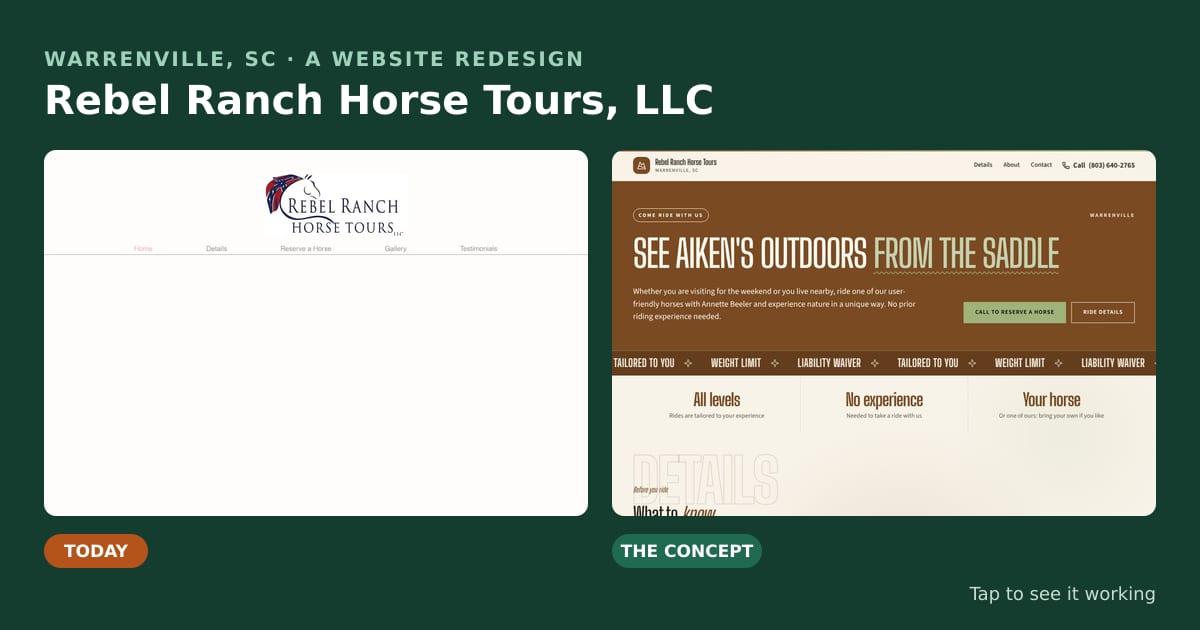 WARRENVILLE, SC · A WEBSITE REDESIGN
Rebel Ranch Horse Tours, LLC
REBEL RANCH
HORSE TOURS LLC
Home Details Reserve a Horse Gallery Testimonials
TODAY
Rebel Ranch Horse Tours
WARRENVILLE, SC
Details About Contact Call (803) 640-2765
COME RIDE WITH US
WARRENVILLE
SEE AIKEN'S OUTDOORS FROM THE SADDLE
Whether you are visiting for the weekend or you live nearby, ride one of our user-
friendly horses with Annette Beeler and experience nature in a unique way. No prior
riding experience needed.
CALL TO RESERVE A HORSE RIDE DETAILS
TAILORED TO YOU WEIGHT LIMIT LIABILITY WAIVER TAILORED TO YOU WEIGHT LIMIT LIABILITY WAIVER
All levels
Rides are tailored to your experience
No experience
Needed to take a ride with us
Your horse
Or one of ours: bring your own if you like
DETAILS
Before you ride
What to know
THE CONCEPT
Tap to see it working